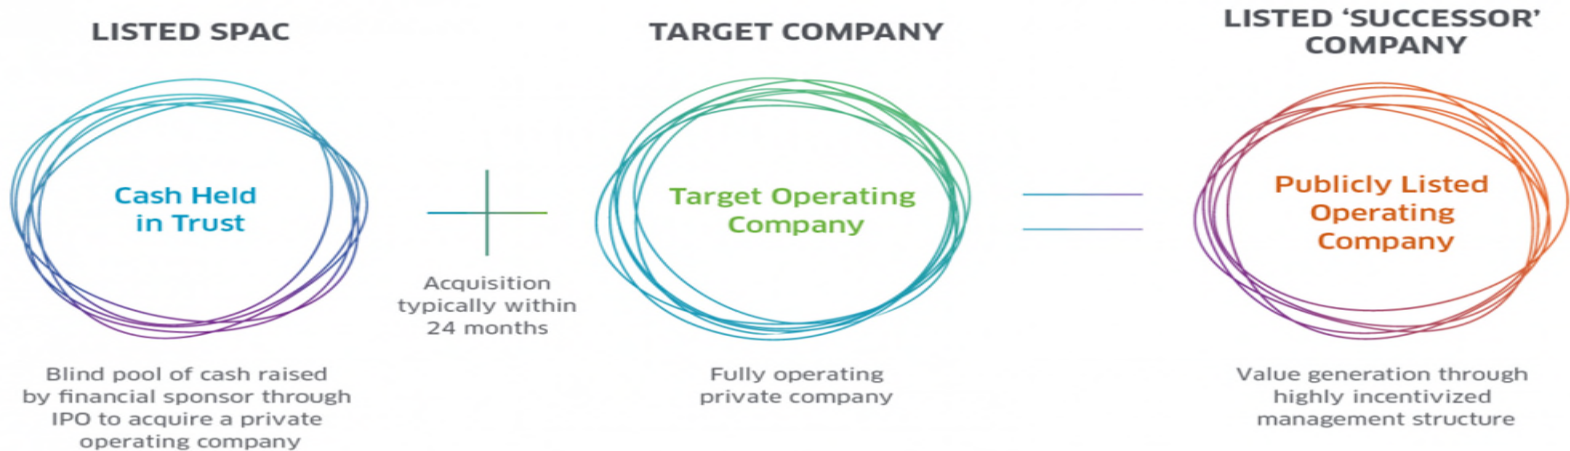 LISTED SPAC
Cash Held
in Trust
Blind pool of cash raised
by financial sponsor through
IPO to acquire a private
operating company
Acquisition
typically within
24 months
TARGET COMPANY
Target Operating
Company
Fully operating
private company
LISTED ‘SUCCESSOR’
COMPANY
Publicly Listed
Operating
Company
Value generation through
highly incentivized
management structure